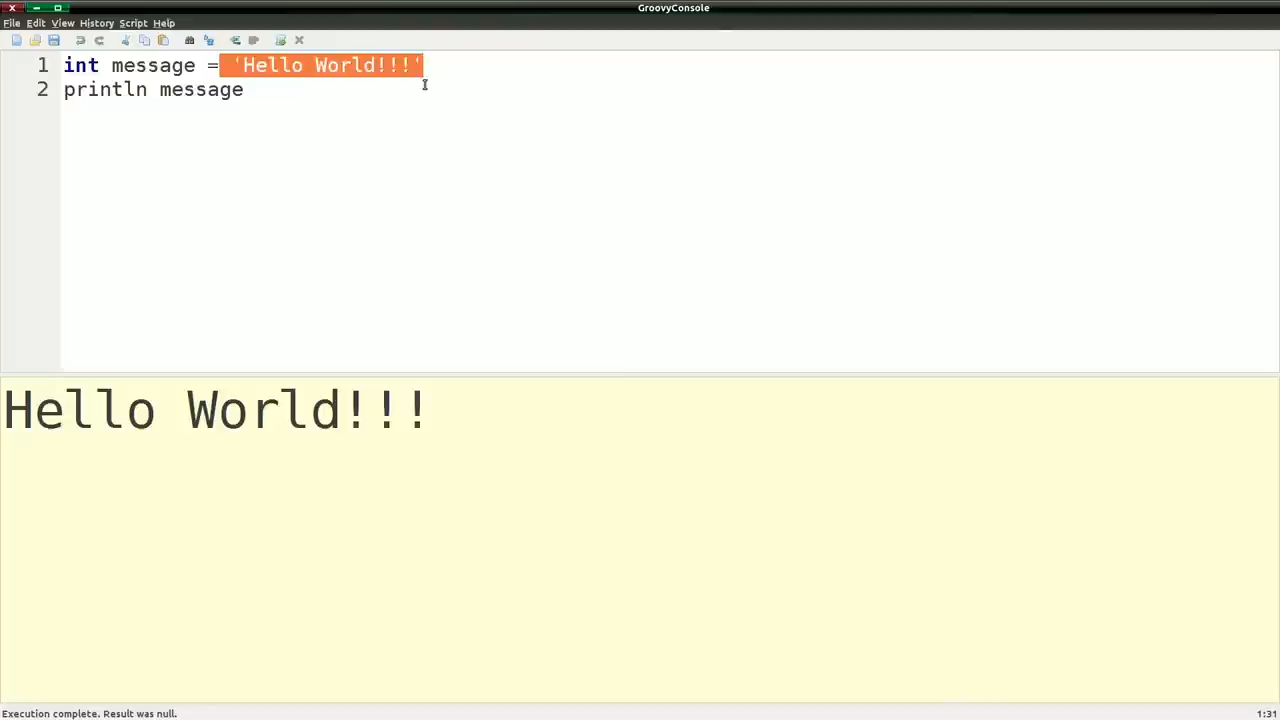 GroovyConsole
File Edit View History Script Help
1 int message = 'Hello World!!!'
2 println message
Hello World!!!
Execution complete. Result was null.
1:31